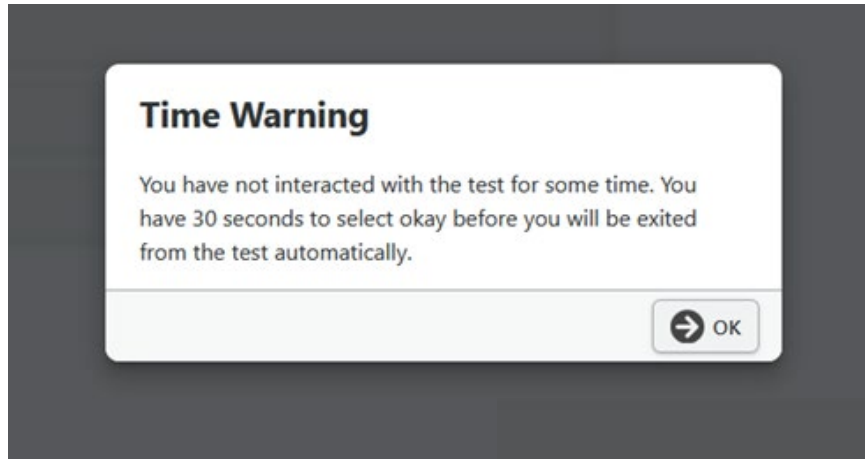 Time Warning
You have not interacted with the test for some time. You
have 30 seconds to select okay before you will be exited
from the test automatically.
OK